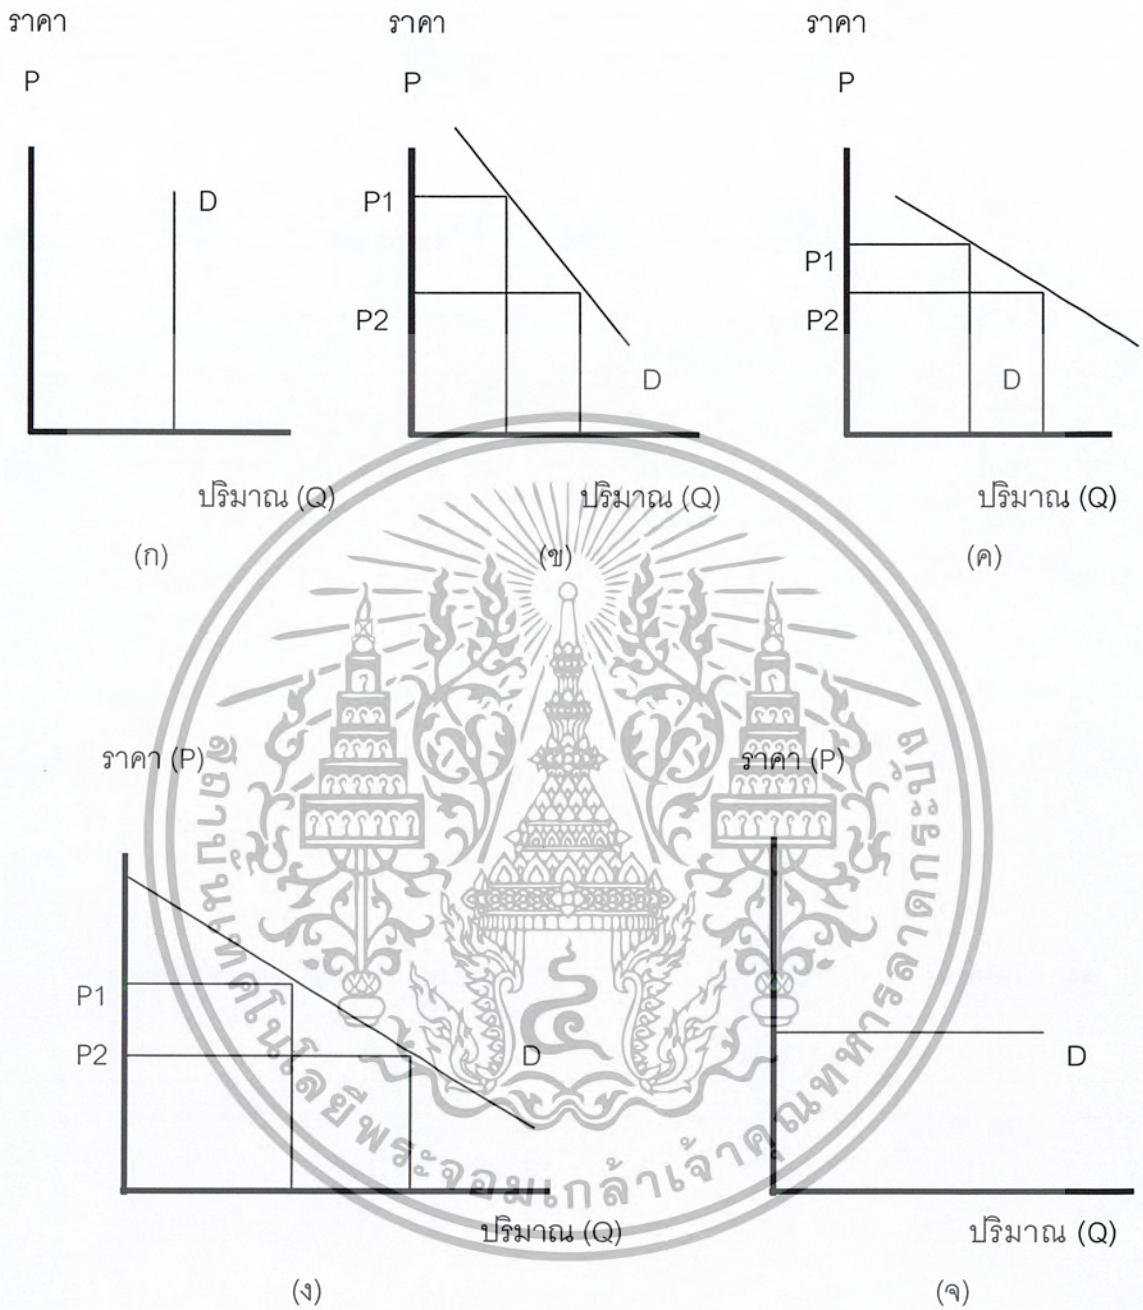 ราคา ราคา ราคา
P P P
D
P1
P1
P2 P2
D D
ปริมาณ (Q) ปริมาณ (Q) ปริมาณ (Q)
(ก) (ข) (ค)
ราคา (P) ราคา (P)
P1
P2 D D
ปริมาณ (Q) ปริมาณ (Q)
(ง) (จ)
สถาบันเทคโนโลยีพระจอมเกล้าเจ้าคุณทหารลาดกระบัง